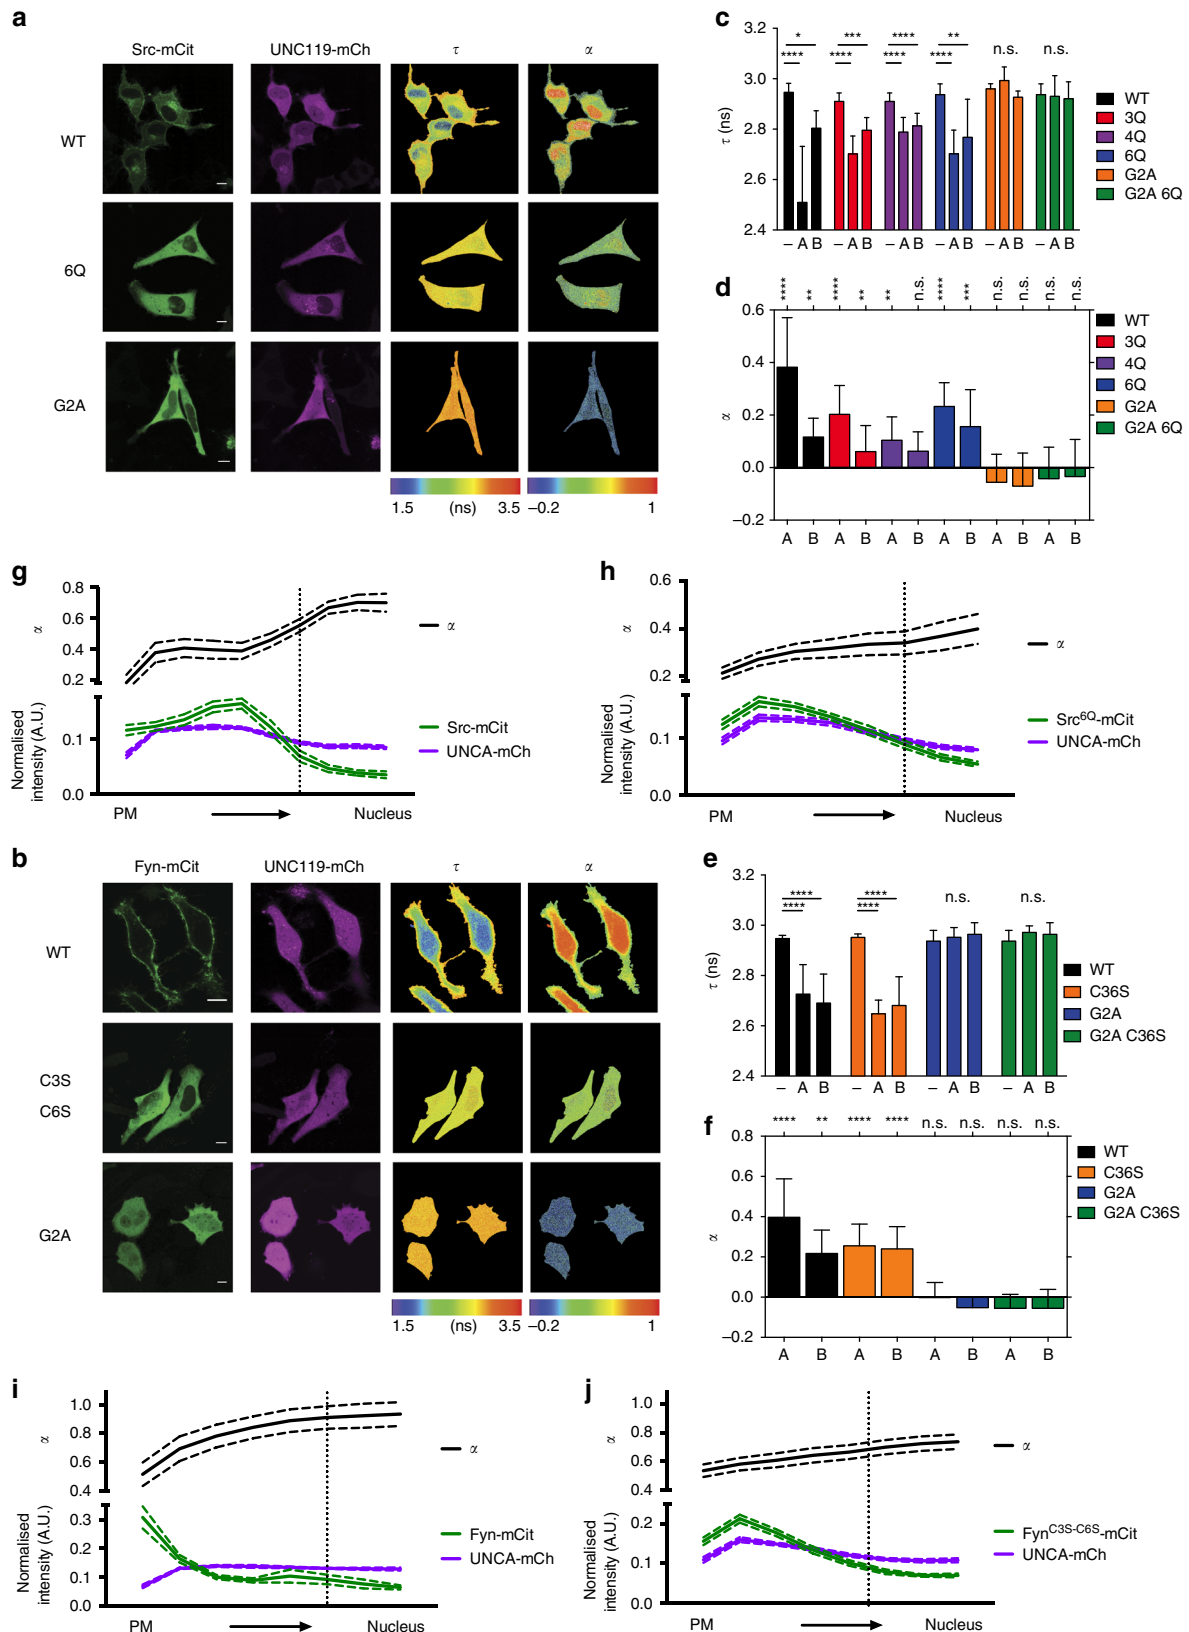 a
Src-mCit UNC119-mCh τ α
WT
6Q
G2A
1.5 (ns) 3.5 –0.2 1
c
3.2
3.0
2.8
2.6
2.4
τ (ns)
* *** **** **
**** **** **** **** n.s. n.s.
– A B – A B – A B – A B – A B – A B
WT
3Q
4Q
6Q
G2A
G2A 6Q
d
**** ** **** ** ** n.s. **** *** n.s. n.s. n.s. n.s.
0.6
0.4
0.2
0.0
–0.2
α
A B A B A B A B A B A B
WT
3Q
4Q
6Q
G2A
G2A 6Q
g
0.8
0.6
0.4
0.2
α
α
0.1
0.0
Normalised
intensity (A.U.)
Src-mCit
UNCA-mCh
PM Nucleus
h
0.6
0.4
0.2
α
α
0.1
0.0
Normalised
intensity (A.U.)
Src6Q-mCit
UNCA-mCh
PM Nucleus
b
Fyn-mCit UNC119-mCh τ α
WT
C3S
C6S
G2A
1.5 (ns) 3.5 –0.2 1
e
3.2
3.0
2.8
2.6
2.4
τ (ns)
**** ****
**** **** n.s. n.s.
– A B – A B – A B – A B
WT
C36S
G2A
G2A C36S
f
**** ** **** **** n.s. n.s. n.s. n.s.
0.8
0.6
0.4
0.2
0.0
–0.2
α
A B A B A B A B
WT
C36S
G2A
G2A C36S
i
1.0
0.8
0.6
0.4
α
α
0.3
0.2
0.1
0.0
Normalised
intensity (A.U.)
Fyn-mCit
UNCA-mCh
PM Nucleus
j
1.0
0.8
0.6
0.4
α
α
0.2
0.1
0.0
Normalised
intensity (A.U.)
FynC3S-C6S-mCit
UNCA-mCh
PM Nucleus